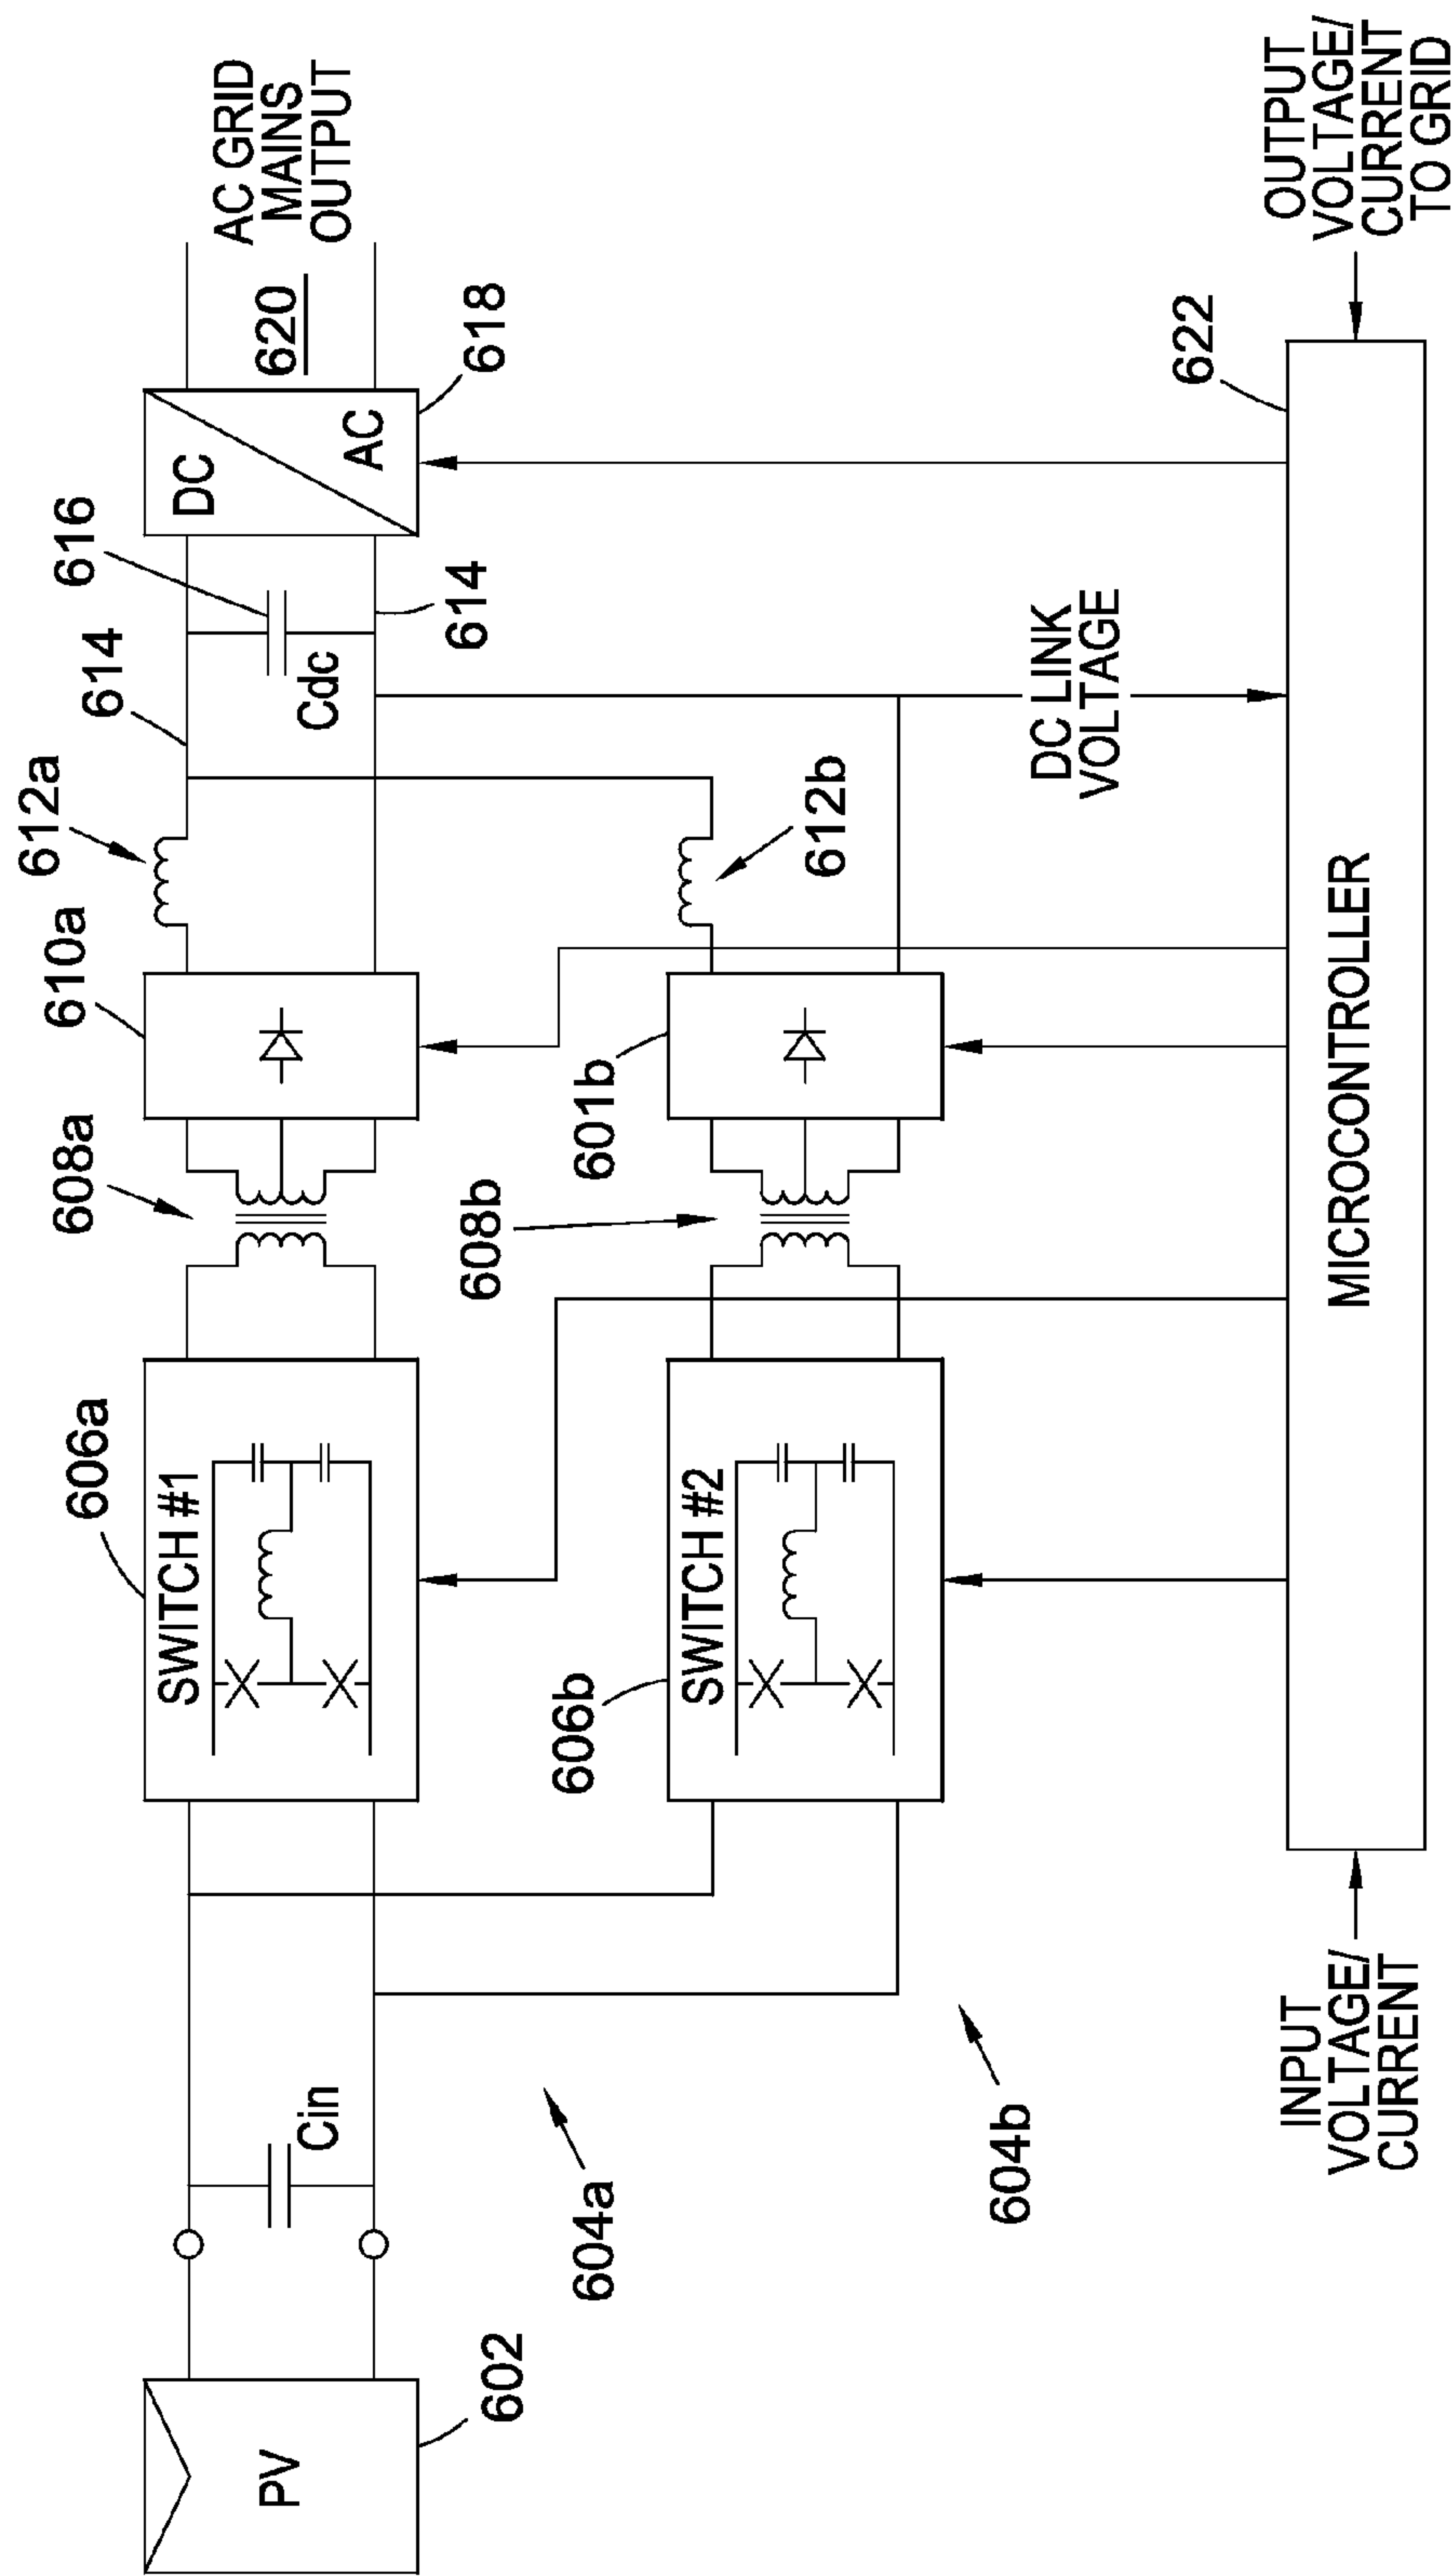 PV
602
Cin
604a
604b
606a
SWITCH #1
606b
SWITCH #2
608a
608b
610a
601b
612a
612b
614
616
Cdc
614
DC
AC
618
620
AC GRID
MAINS
OUTPUT
DC LINK
VOLTAGE
622
MICROCONTROLLER
INPUT
VOLTAGE/
CURRENT
OUTPUT
VOLTAGE/
CURRENT
TO GRID